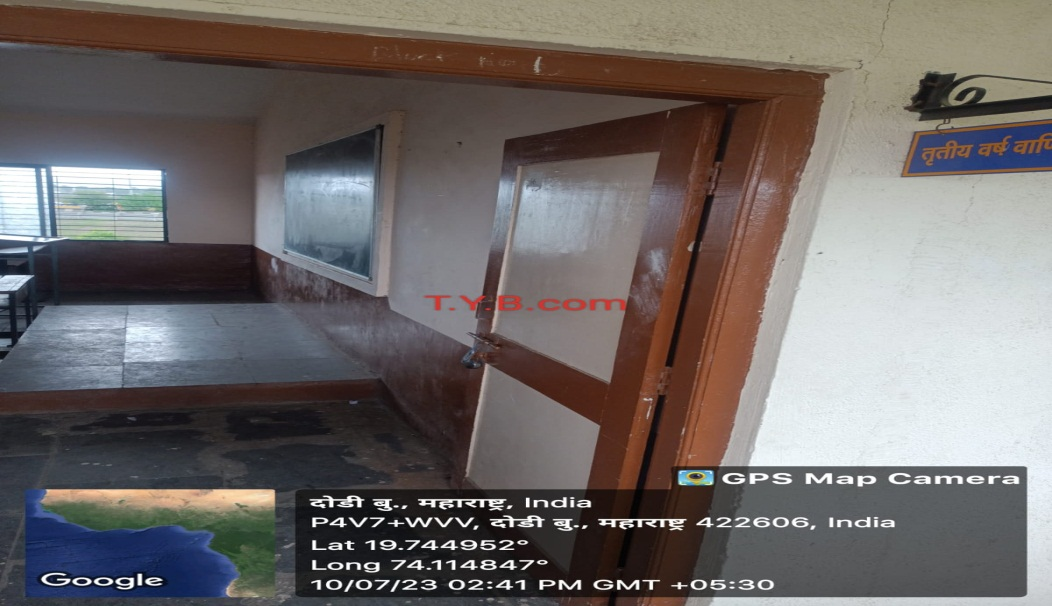 तृतीय वर्ष वाणि
T.Y.B.com
GPS Map Camera
दोडी बु., महाराष्ट्र, India
P4V7+WVV, दोडी बु., महाराष्ट्र 422606, India
Lat 19.744952°
Long 74.114847°
10/07/23 02:41 PM GMT +05:30
Google